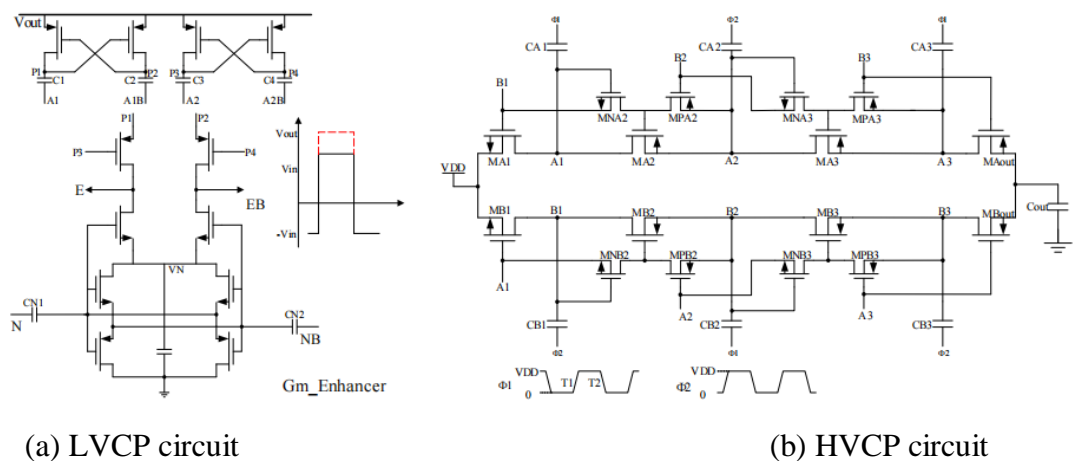 Vout
P1 C1 C2 P2 P3 C3 C4 P4
A1 A1B A2 A2B
P1 P2
P3 P4
E EB
VN
CN1 CN2
N NB
Vout
Vin
-Vin
Gm_Enhancer
Φ1 Φ2 Φ1
CA1 CA2 CA3
B1 B2 B3
MNA2 MPA2 MNA3 MPA3
MA1 A1 MA2 A2 MA3 A3 MAout
VDD
Cout
MB1 B1 MB2 B2 MB3 B3 MBout
MNB2 MPB2 MNB3 MPB3
A1 A2 A3
CB1 CB2 CB3
Φ2 Φ1 Φ2
Φ1 VDD 0 T1 T2
Φ2 VDD 0
(a) LVCP circuit
(b) HVCP circuit